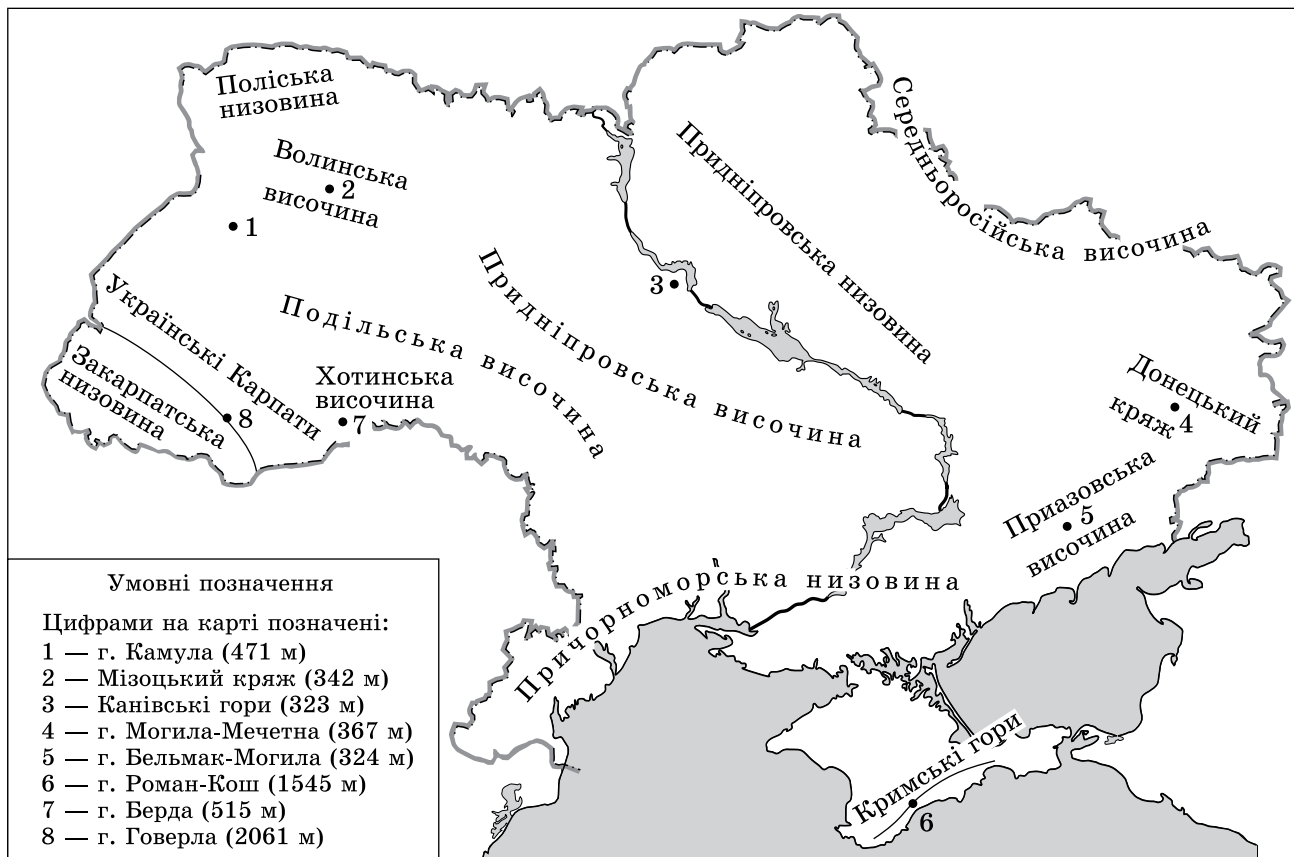 Поліська
низовина
Волинська
2
височина
1
Середньоросійська височина
Придніпровська низовина
3
Придніпровська височина
Українські Карпати
Закарпатська
низовина
8
Подільська височина
Хотинська
височина
7
Донецький
кряж
4
Приазовська
5
височина
Причорноморська низовина
Кримські гори
6
Умовні позначення
Цифрами на карті позначені:
1 — г. Камула (471 м)
2 — Мізоцький кряж (342 м)
3 — Канівські гори (323 м)
4 — г. Могила-Мечетна (367 м)
5 — г. Бельмак-Могила (324 м)
6 — г. Роман-Кош (1545 м)
7 — г. Берда (515 м)
8 — г. Говерла (2061 м)